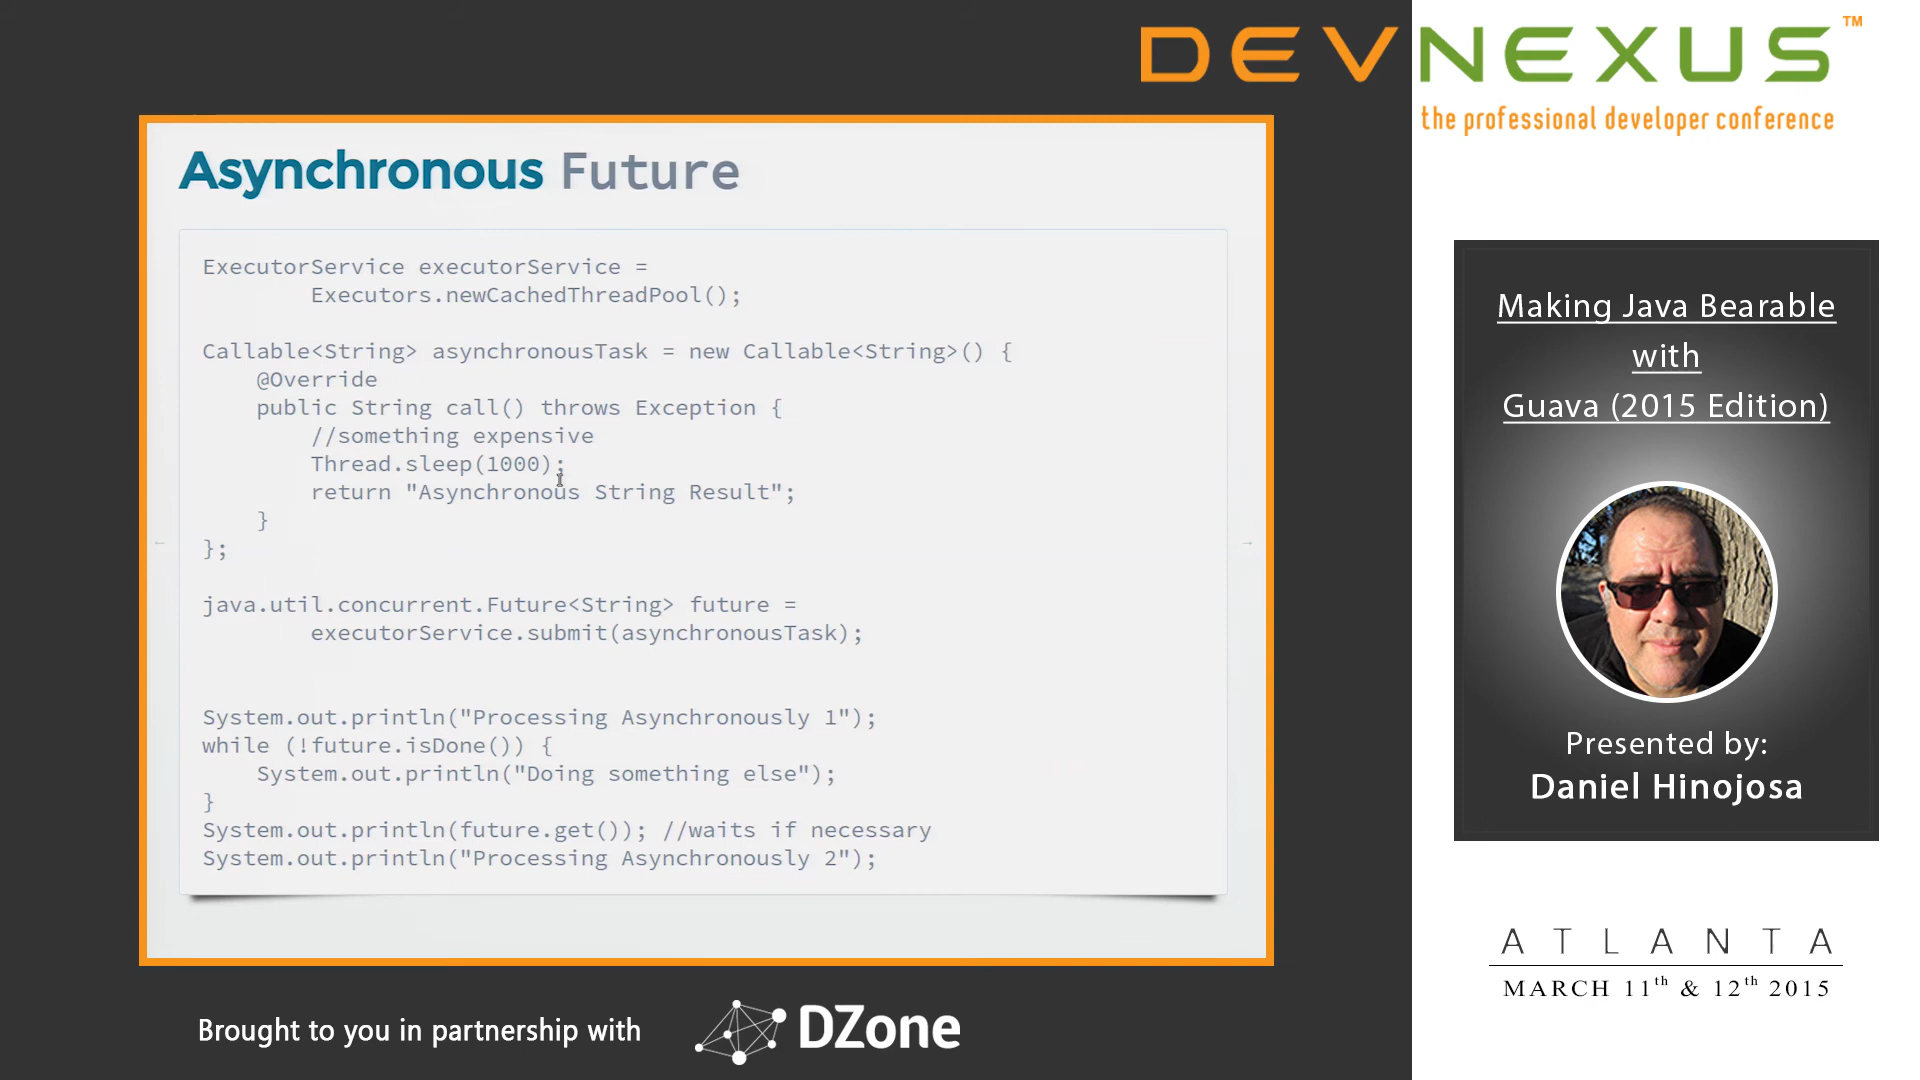 DEVNEXUS™
the professional developer conference
Asynchronous Future
ExecutorService executorService =
        Executors.newCachedThreadPool();
Callable<String> asynchronousTask = new Callable<String>() {
    @Override
    public String call() throws Exception {
        //something expensive
        Thread.sleep(1000);
        return "Asynchronous String Result";
    }
};
java.util.concurrent.Future<String> future =
        executorService.submit(asynchronousTask);
System.out.println("Processing Asynchronously 1");
while (!future.isDone()) {
    System.out.println("Doing something else");
}
System.out.println(future.get()); //waits if necessary
System.out.println("Processing Asynchronously 2");
Making Java Bearable
with
Guava (2015 Edition)
Presented by:
Daniel Hinojosa
ATLANTA
MARCH 11th & 12th 2015
Brought to you in partnership with
DZone